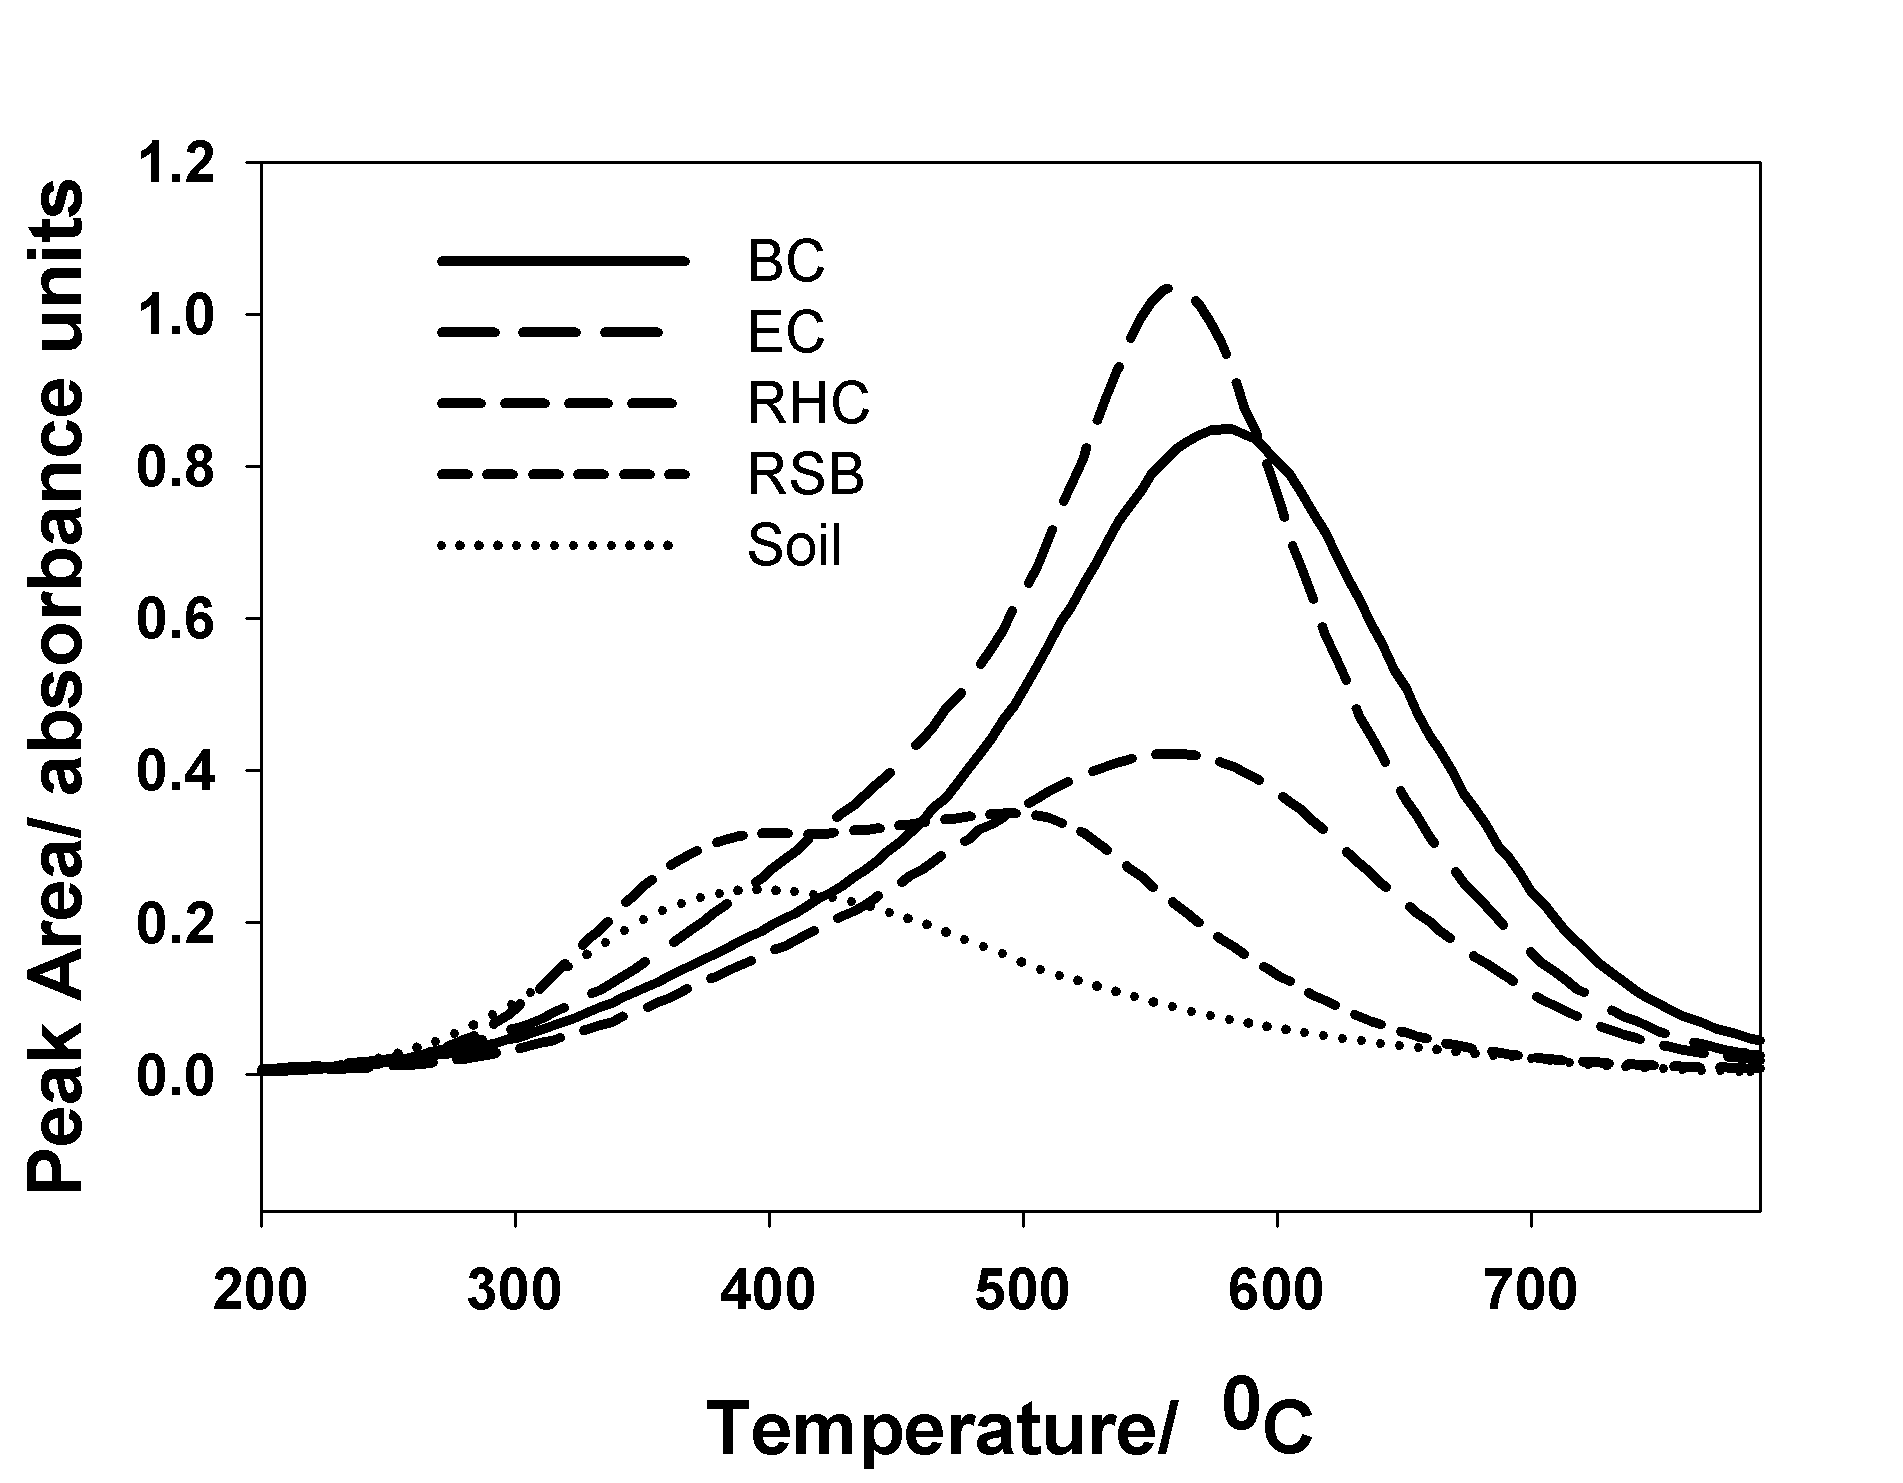 Peak Area/ absorbance units
1.2
1.0
0.8
0.6
0.4
0.2
0.0
BC
EC
RHC
RSB
Soil
200 300 400 500 600 700
Temperature/ ⁰C